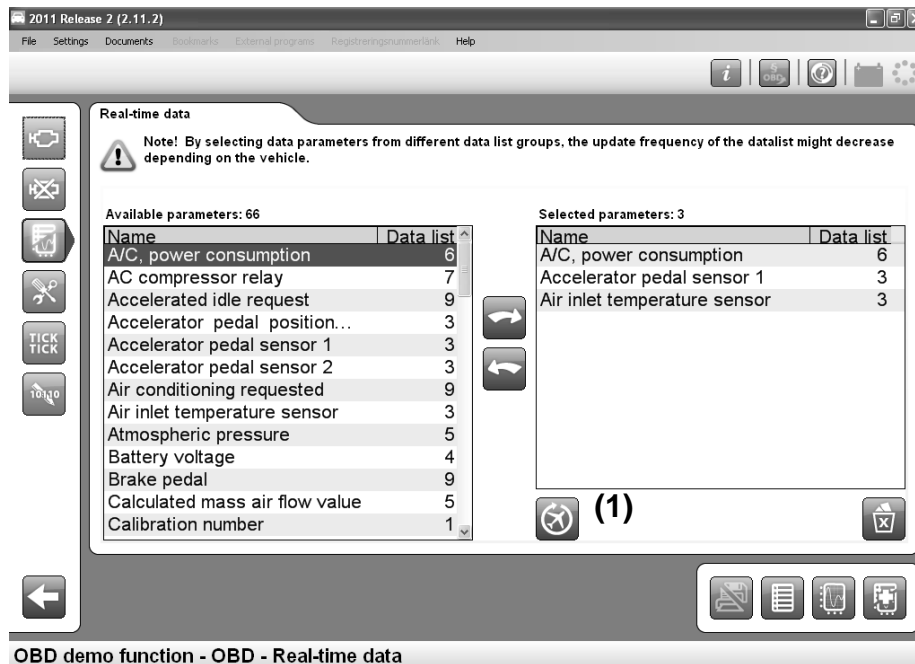 2011 Release 2 (2.11.2)
File Settings Documents Bookmarks External programs Registreringsnummerlänk Help
i § OBD ?
Real-time data
Note! By selecting data parameters from different data list groups, the update frequency of the datalist might decrease
depending on the vehicle.
Available parameters: 66
Name Data list
A/C, power consumption 6
AC compressor relay 7
Accelerated idle request 9
Accelerator pedal position... 3
Accelerator pedal sensor 1 3
Accelerator pedal sensor 2 3
Air conditioning requested 9
Air inlet temperature sensor 3
Atmospheric pressure 5
Battery voltage 4
Brake pedal 9
Calculated mass air flow value 5
Calibration number 1
Selected parameters: 3
Name Data list
A/C, power consumption 6
Accelerator pedal sensor 1 3
Air inlet temperature sensor 3
(1)
TICK
TICK
10110
OBD demo function - OBD - Real-time data